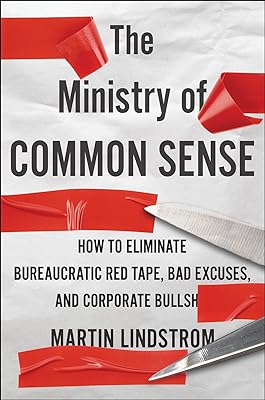 The
Ministry of
COMMON SENSE
HOW TO ELIMINATE
BUREAUCRATIC RED TAPE, BAD EXCUSES,
AND CORPORATE BULLSH
MARTIN LINDSTROM